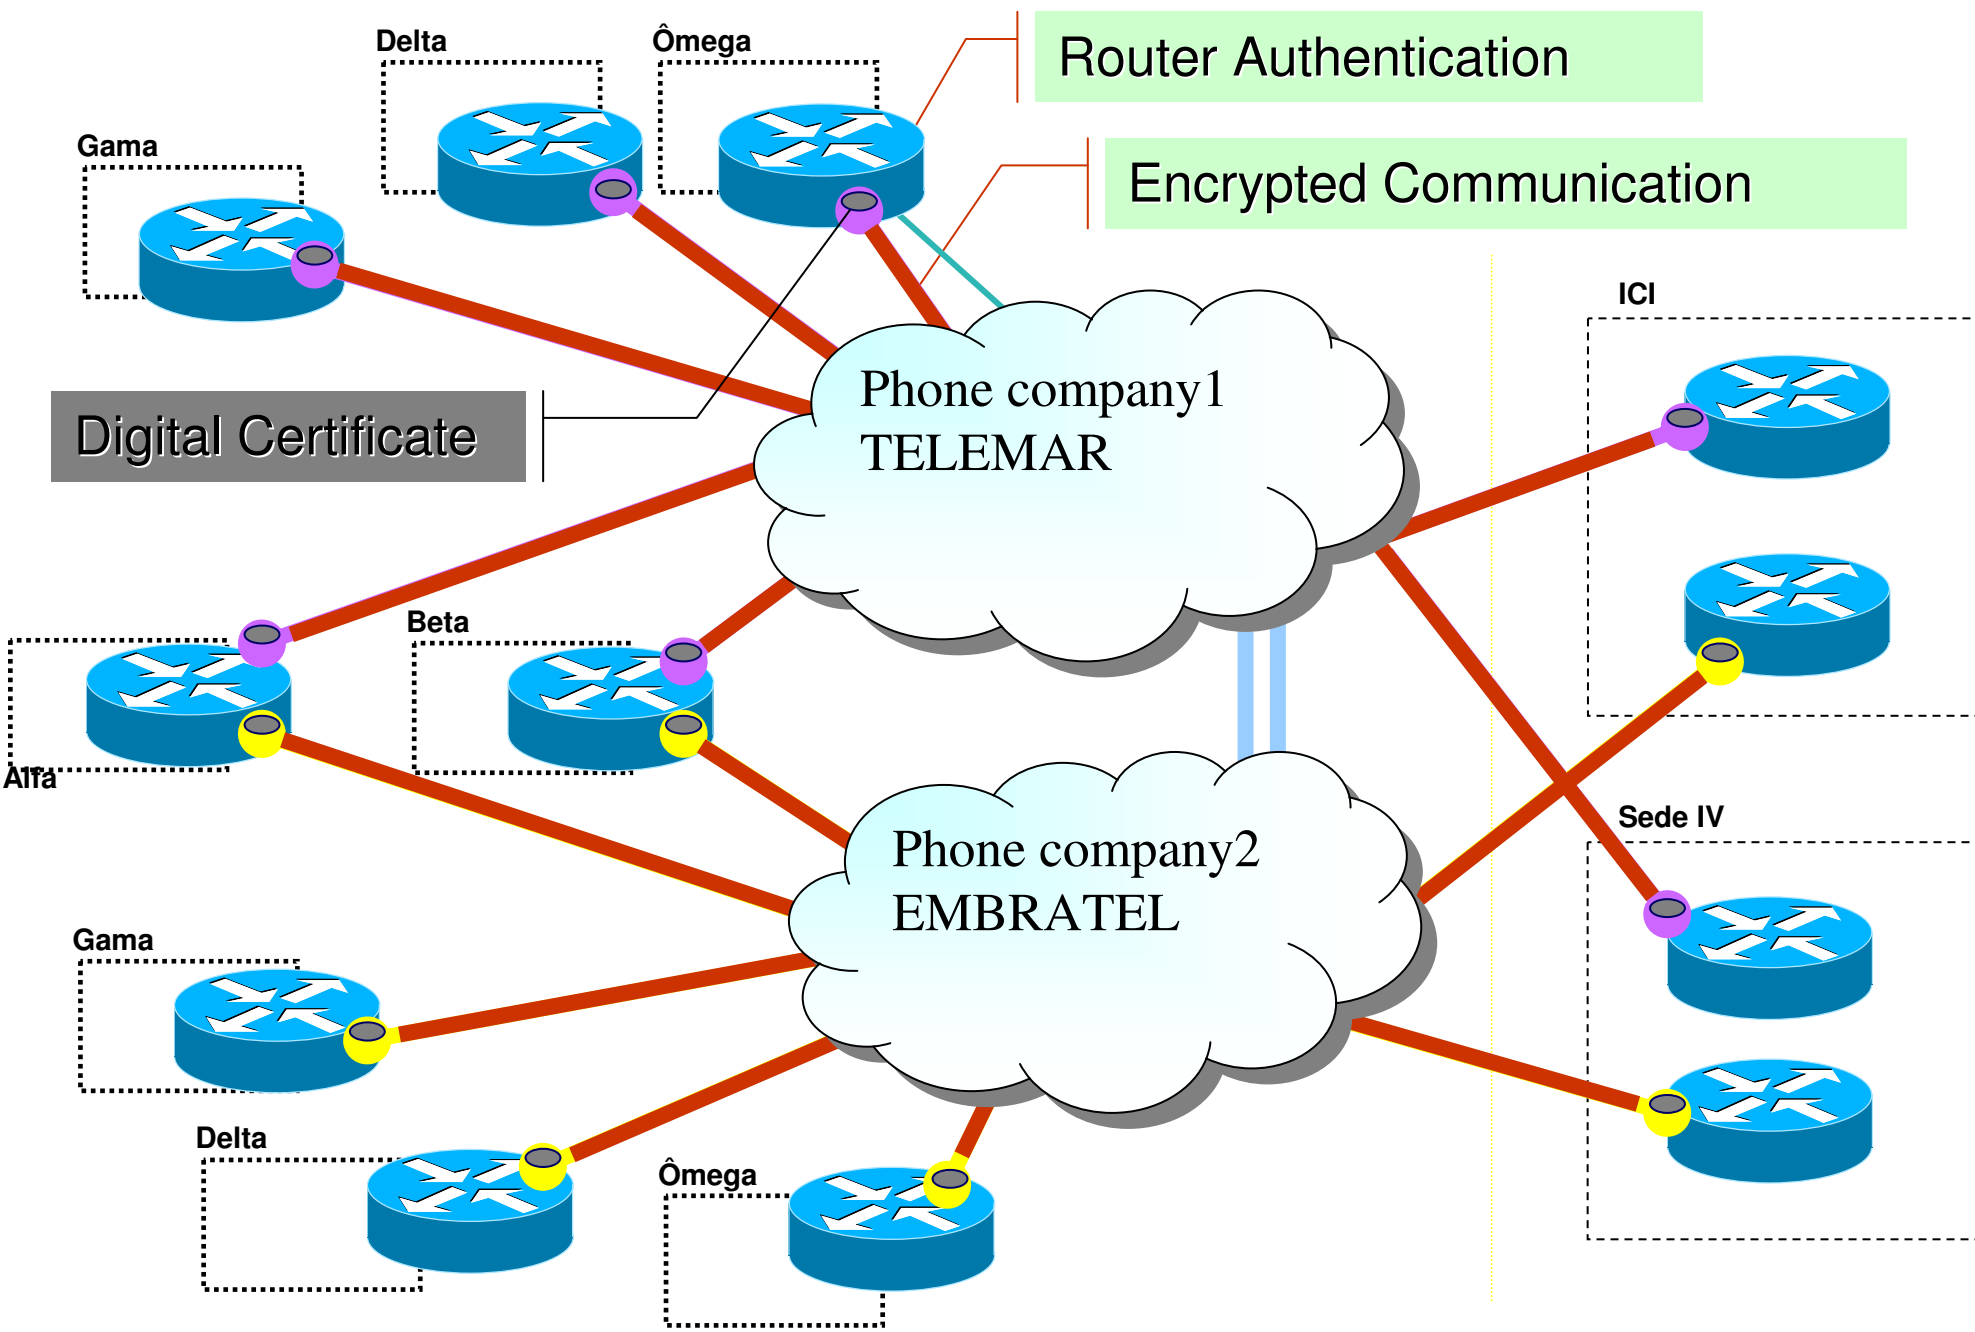 Delta
Ômega
Router Authentication
Gama
Encrypted Communication
ICI
Phone company1
TELEMAR
Digital Certificate
Beta
Alfa
Sede IV
Phone company2
EMBRATEL
Gama
Delta
Ômega